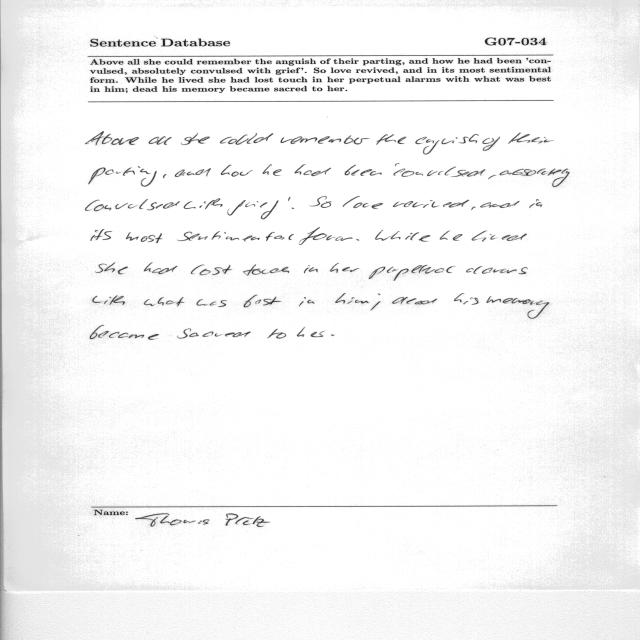 Sentence Database G07-034
Above all she could remember the anguish of their parting, and how he had been 'con-
vulsed, absolutely convulsed with grief'. So love revived, and in its most sentimental
form. While he lived she had lost touch in her perpetual alarms with what was best
in him; dead his memory became sacred to her.
Above all she could remember the anguish of their
parting, and how he had been 'convulsed, absolutely
convulsed with grief'. So love revived, and in
its most sentimental form. While he lived
she had lost touch in her perpetual alarms
with what was best in him; dead his memory
became sacred to her.
Name: Thomas